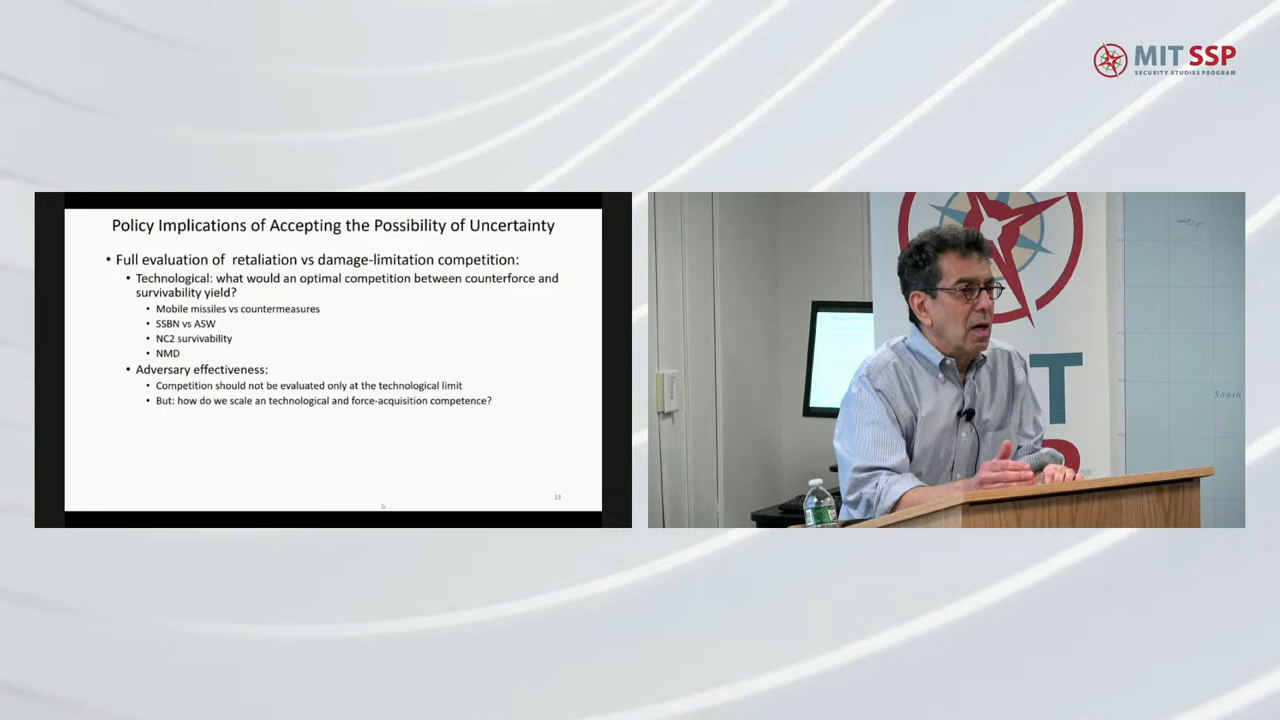 MIT SSP
SECURITY STUDIES PROGRAM
Policy Implications of Accepting the Possibility of Uncertainty
• Full evaluation of retaliation vs damage-limitation competition:
• Technological: what would an optimal competition between counterforce and
survivability yield?
• Mobile missiles vs countermeasures
• SSBN vs ASW
• NC2 survivability
• NMD
• Adversary effectiveness:
• Competition should not be evaluated only at the technological limit
• But: how do we scale an technological and force-acquisition competence?
13
T
South